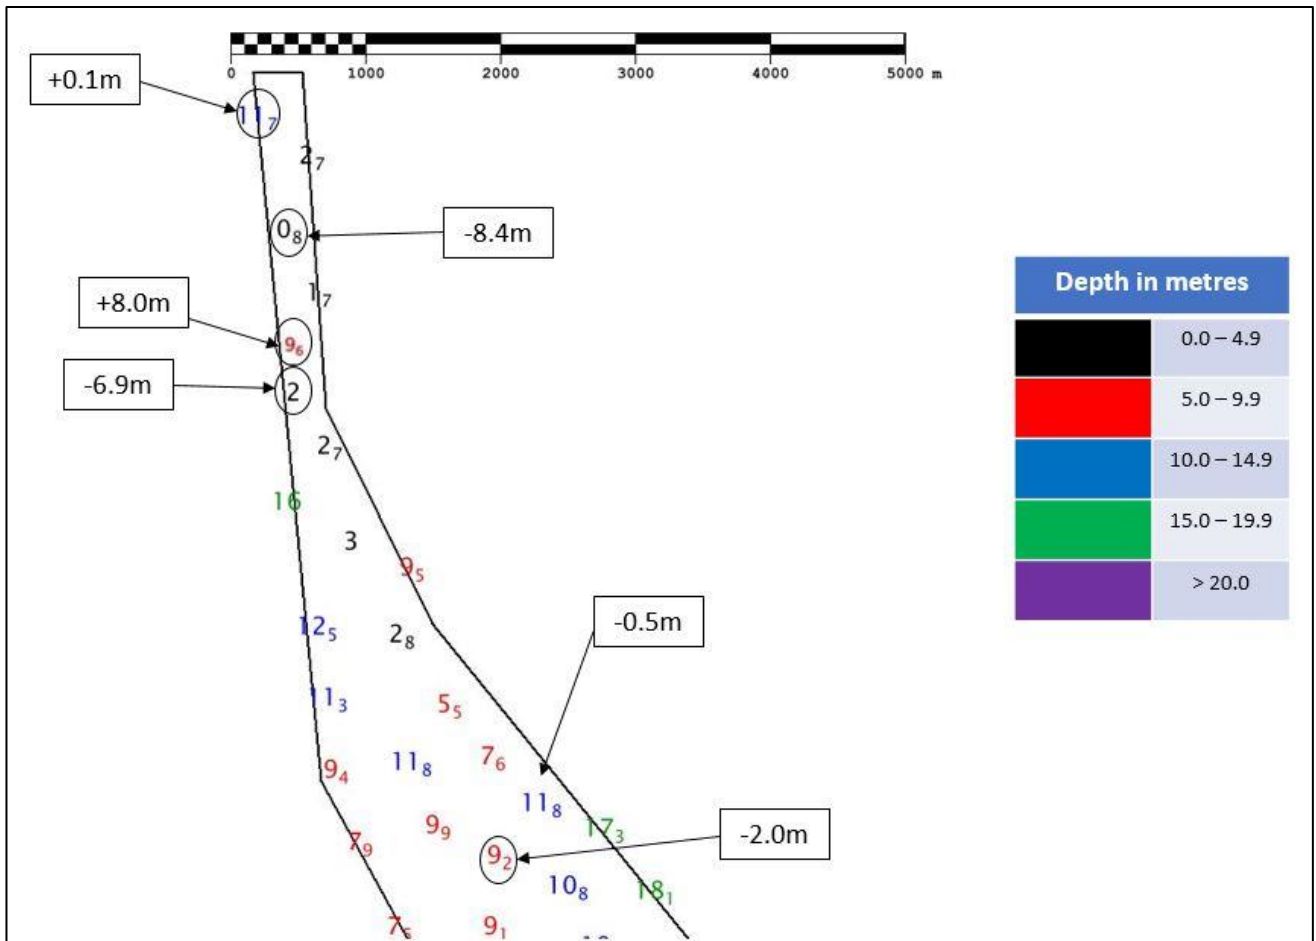 0 1000 2000 3000 4000 5000 m
+0.1m
11₇
2₇
0₈
-8.4m
1₇
+8.0m
9₆
-6.9m
2
2₇
16
3
9₅
12₅
2₈
-0.5m
11₃
5₅
11₈
7₆
9₄
11₈
9₉
17₃
7₉
9₂
-2.0m
10₈
18₁
7₅
9₁
Depth in metres
0.0 – 4.9
5.0 – 9.9
10.0 – 14.9
15.0 – 19.9
> 20.0